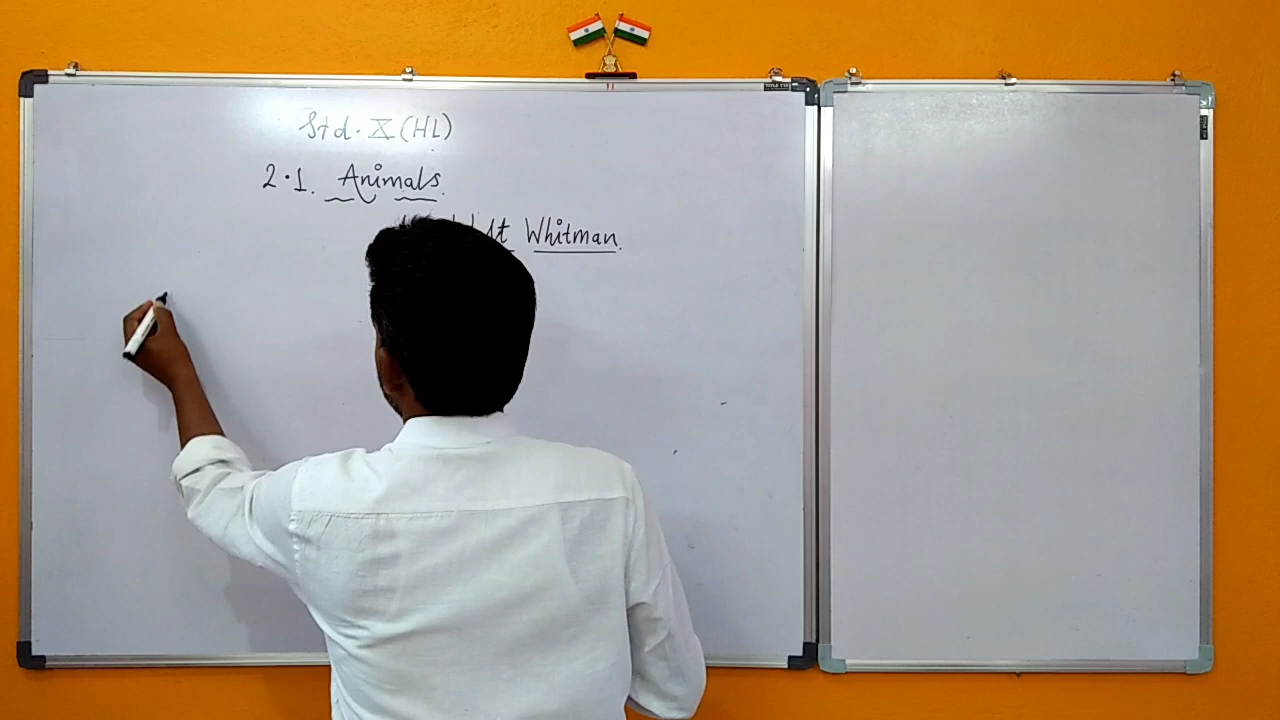 Std. X (HL)
2.1. Animals.
Whitman.